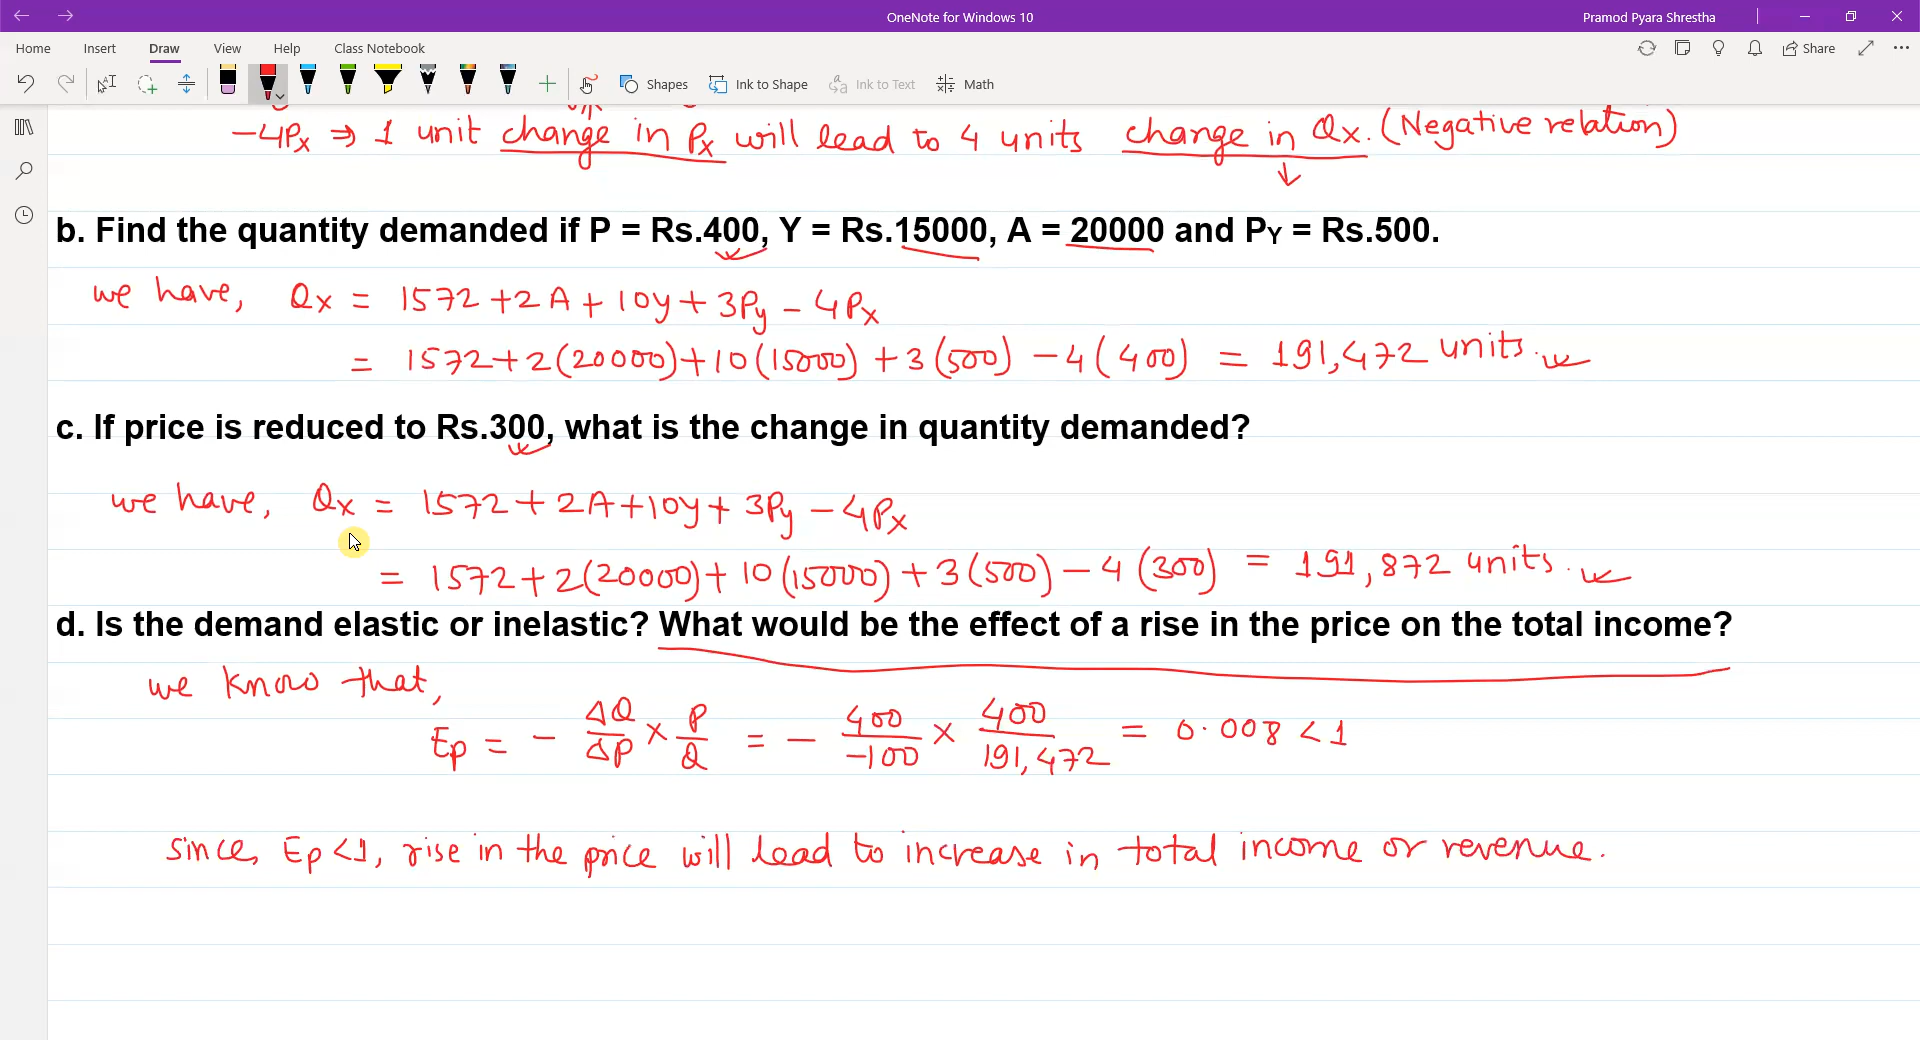 OneNote for Windows 10
Pramod Pyara Shrestha
Home Insert Draw View Help Class Notebook
Share
Shapes Ink to Shape Ink to Text Math
-4Px ⇒ 1 unit change in Px will lead to 4 units change in Qx. (Negative relation)
↓
b. Find the quantity demanded if P = Rs.400, Y = Rs.15000, A = 20000 and PY = Rs.500.
we have, Qx = 1572 + 2A + 10y + 3Py - 4Px
= 1572 + 2(20000) + 10(15000) + 3(500) - 4(400) = 191,472 units.
c. If price is reduced to Rs.300, what is the change in quantity demanded?
we have, Qx = 1572 + 2A + 10y + 3Py - 4Px
= 1572 + 2(20000) + 10(15000) + 3(500) - 4(300) = 191,872 units.
d. Is the demand elastic or inelastic? What would be the effect of a rise in the price on the total income?
we know that,
Ep = - ΔQ/ΔP × P/Q = - 400/-100 × 400/191,472 = 0.008 < 1
since, Ep<1, rise in the price will lead to increase in total income or revenue.